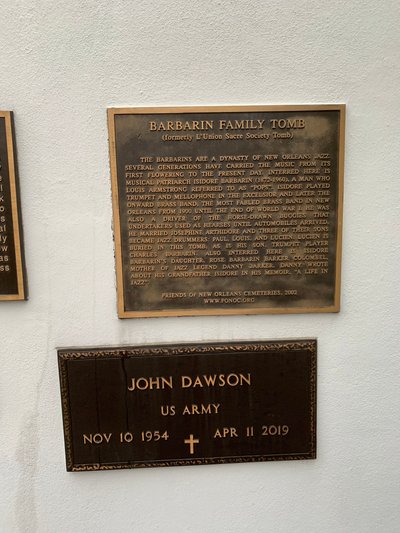 BARBARIN FAMILY TOMB
(formerly L'Union Sacre Society Tomb)
THE BARBARINS ARE A DYNASTY OF NEW ORLEANS JAZZ.
SEVERAL GENERATIONS HAVE CARRIED THE MUSIC FROM ITS
FIRST FLOWERING TO THE PRESENT DAY. INTERRED HERE IS
MUSICAL PATRIARCH ISIDORE BARBARIN (1872-1960), A MAN WHO
LOUIS ARMSTRONG REFERRED TO AS "POPS". ISIDORE PLAYED
TRUMPET AND MELLOPHONE IN THE EXCELSIOR AND LATER THE
ONWARD BRASS BAND, THE MOST FABLED BRASS BAND IN NEW
ORLEANS FROM 1900 UNTIL THE END OF WORLD WAR I. HE WAS
ALSO A DRIVER OF THE HORSE-DRAWN BUGGIES THAT
UNDERTAKERS USED AS HEARSES UNTIL AUTOMOBILES ARRIVED.
HE MARRIED JOSEPHINE ARTHIDORE AND THREE OF THEIR SONS
BECAME JAZZ DRUMMERS: PAUL, LOUIS, AND LUCIEN. LUCIEN IS
BURIED IN THIS TOMB, AS IS HIS SON, TRUMPET PLAYER
CHARLES BARBARIN. ALSO INTERRED HERE IS ISIDORE
BARBARIN'S DAUGHTER, ROSE BARBARIN BARKER COLOMBEL,
MOTHER OF JAZZ LEGEND DANNY BARKER. DANNY WROTE
ABOUT HIS GRANDFATHER ISIDORE IN HIS MEMOIR, "A LIFE IN
JAZZ."
FRIENDS OF NEW ORLEANS CEMETERIES, 2002
WWW.FONOC.ORG
JOHN DAWSON
US ARMY
NOV 10 1954 APR 11 2019